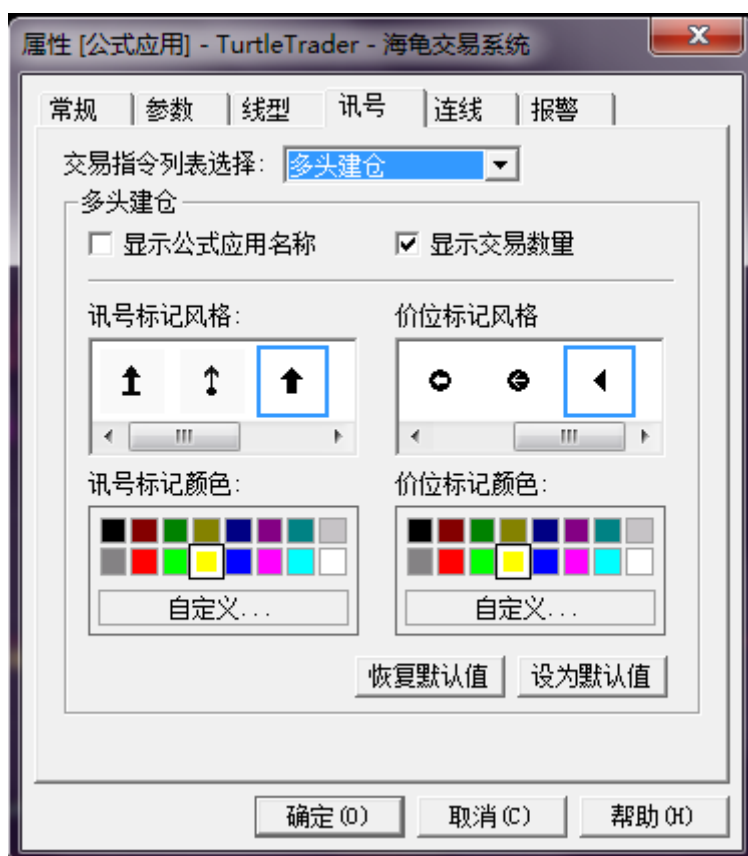 属性 [公式应用] - TurtleTrader - 海龟交易系统
常规 参数 线型 讯号 连线 报警
交易指令列表选择: 多头建仓
多头建仓
显示公式应用名称 显示交易数量
讯号标记风格: 价位标记风格
讯号标记颜色: 价位标记颜色:
自定义... 自定义...
恢复默认值 设为默认值
确定(O) 取消(C) 帮助(H)